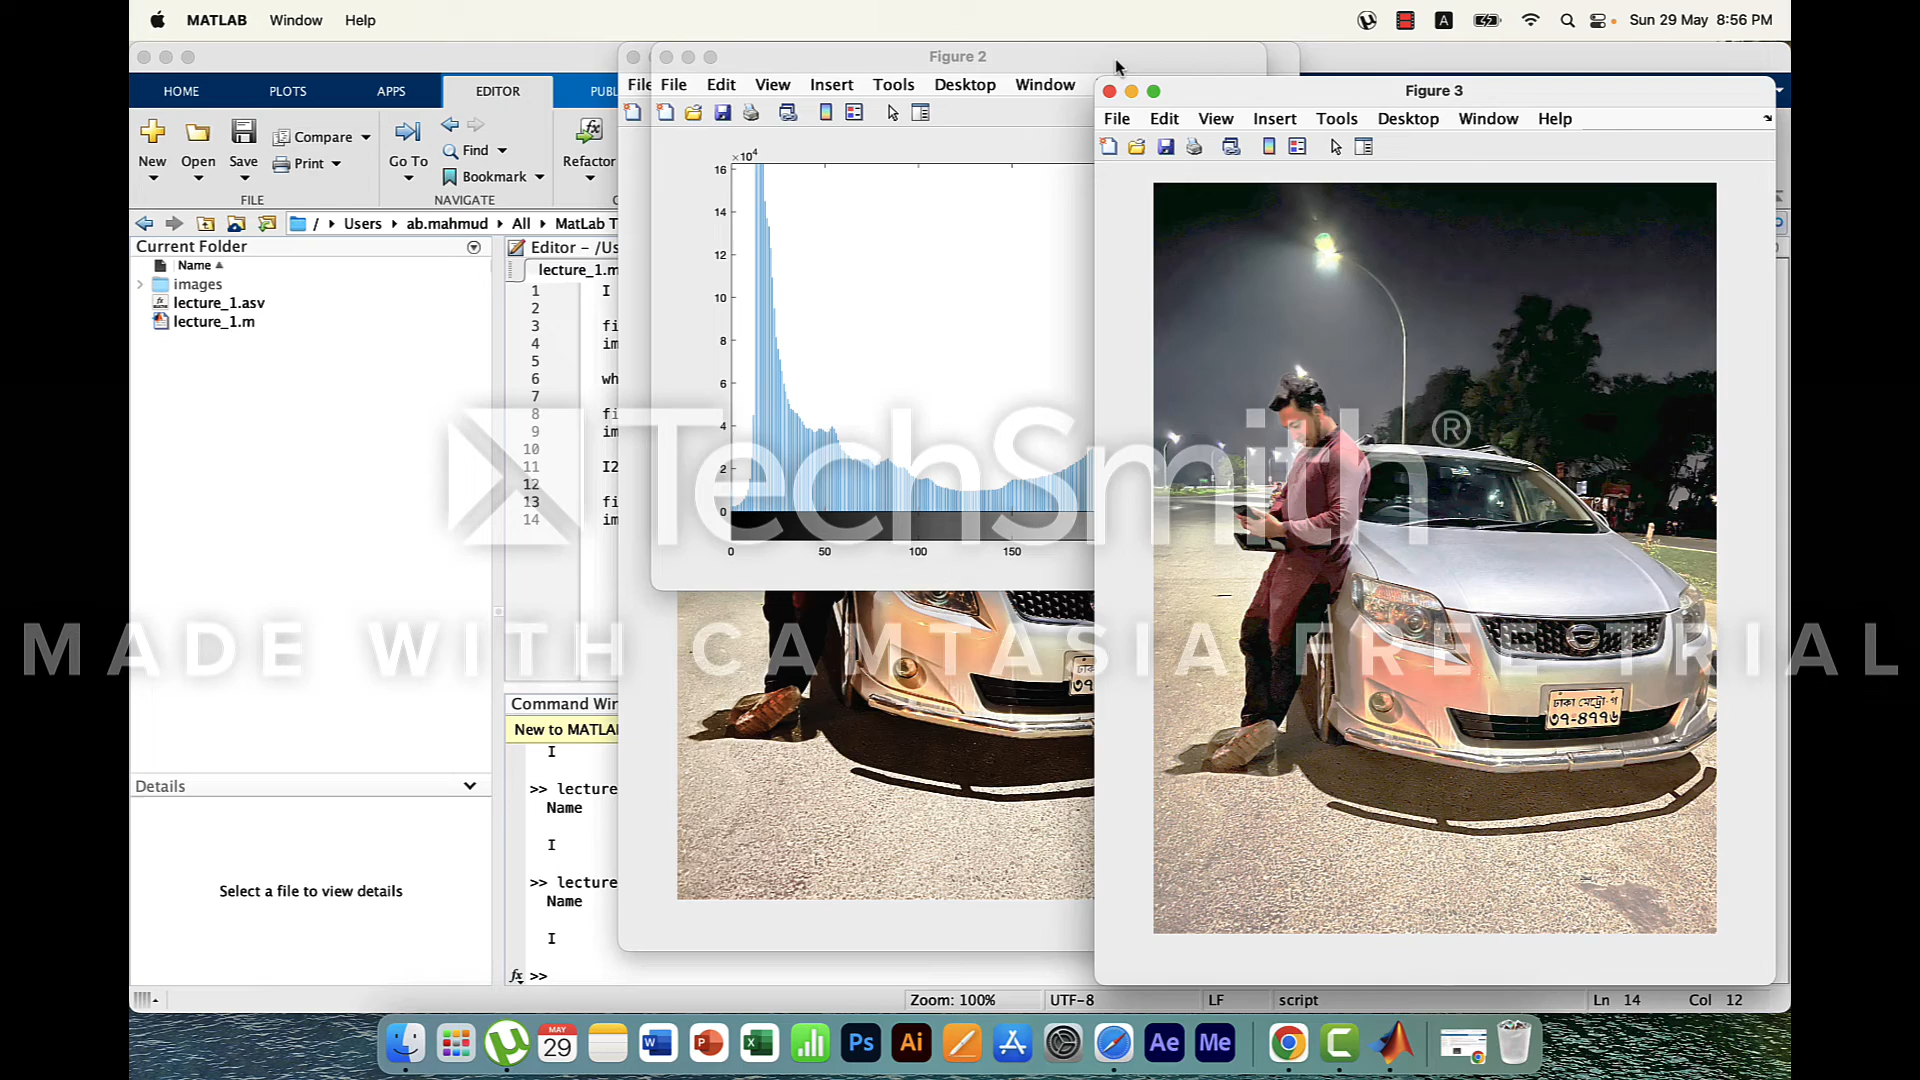 MATLAB Window Help
A Sun 29 May 8:56 PM
Figure 2
File File Edit View Insert Tools Desktop Window
Figure 3
File Edit View Insert Tools Desktop Window Help
HOME PLOTS APPS EDITOR PUBL
New Open Save Compare Print
Go To Find Bookmark Refactor
FILE NAVIGATE
/ Users ab.mahmud All MatLab T
Current Folder
Name
images
lecture_1.asv
lecture_1.m
Editor - /Us
lecture_1.m
1 I
2
3 fi
4 im
5
6 wh
7
8 fi
9 im
10
11 I2
12
13 fi
14 im
×10⁴
16
14
12
10
8
6
4
2
0
0 50 100 150
ঢাকা মেট্রো-গ
৩৭-৪৭৭৬
TechSmith®
MADE WITH CAMTASIA FREE TRIAL
Command Win
New to MATLA
I
>> lecture
Name
I
>> lecture
Name
I
fx >>
Details
Select a file to view details
Zoom: 100% UTF-8 LF script Ln 14 Col 12
MAY
29
W P X Ps Ai Ae Me C